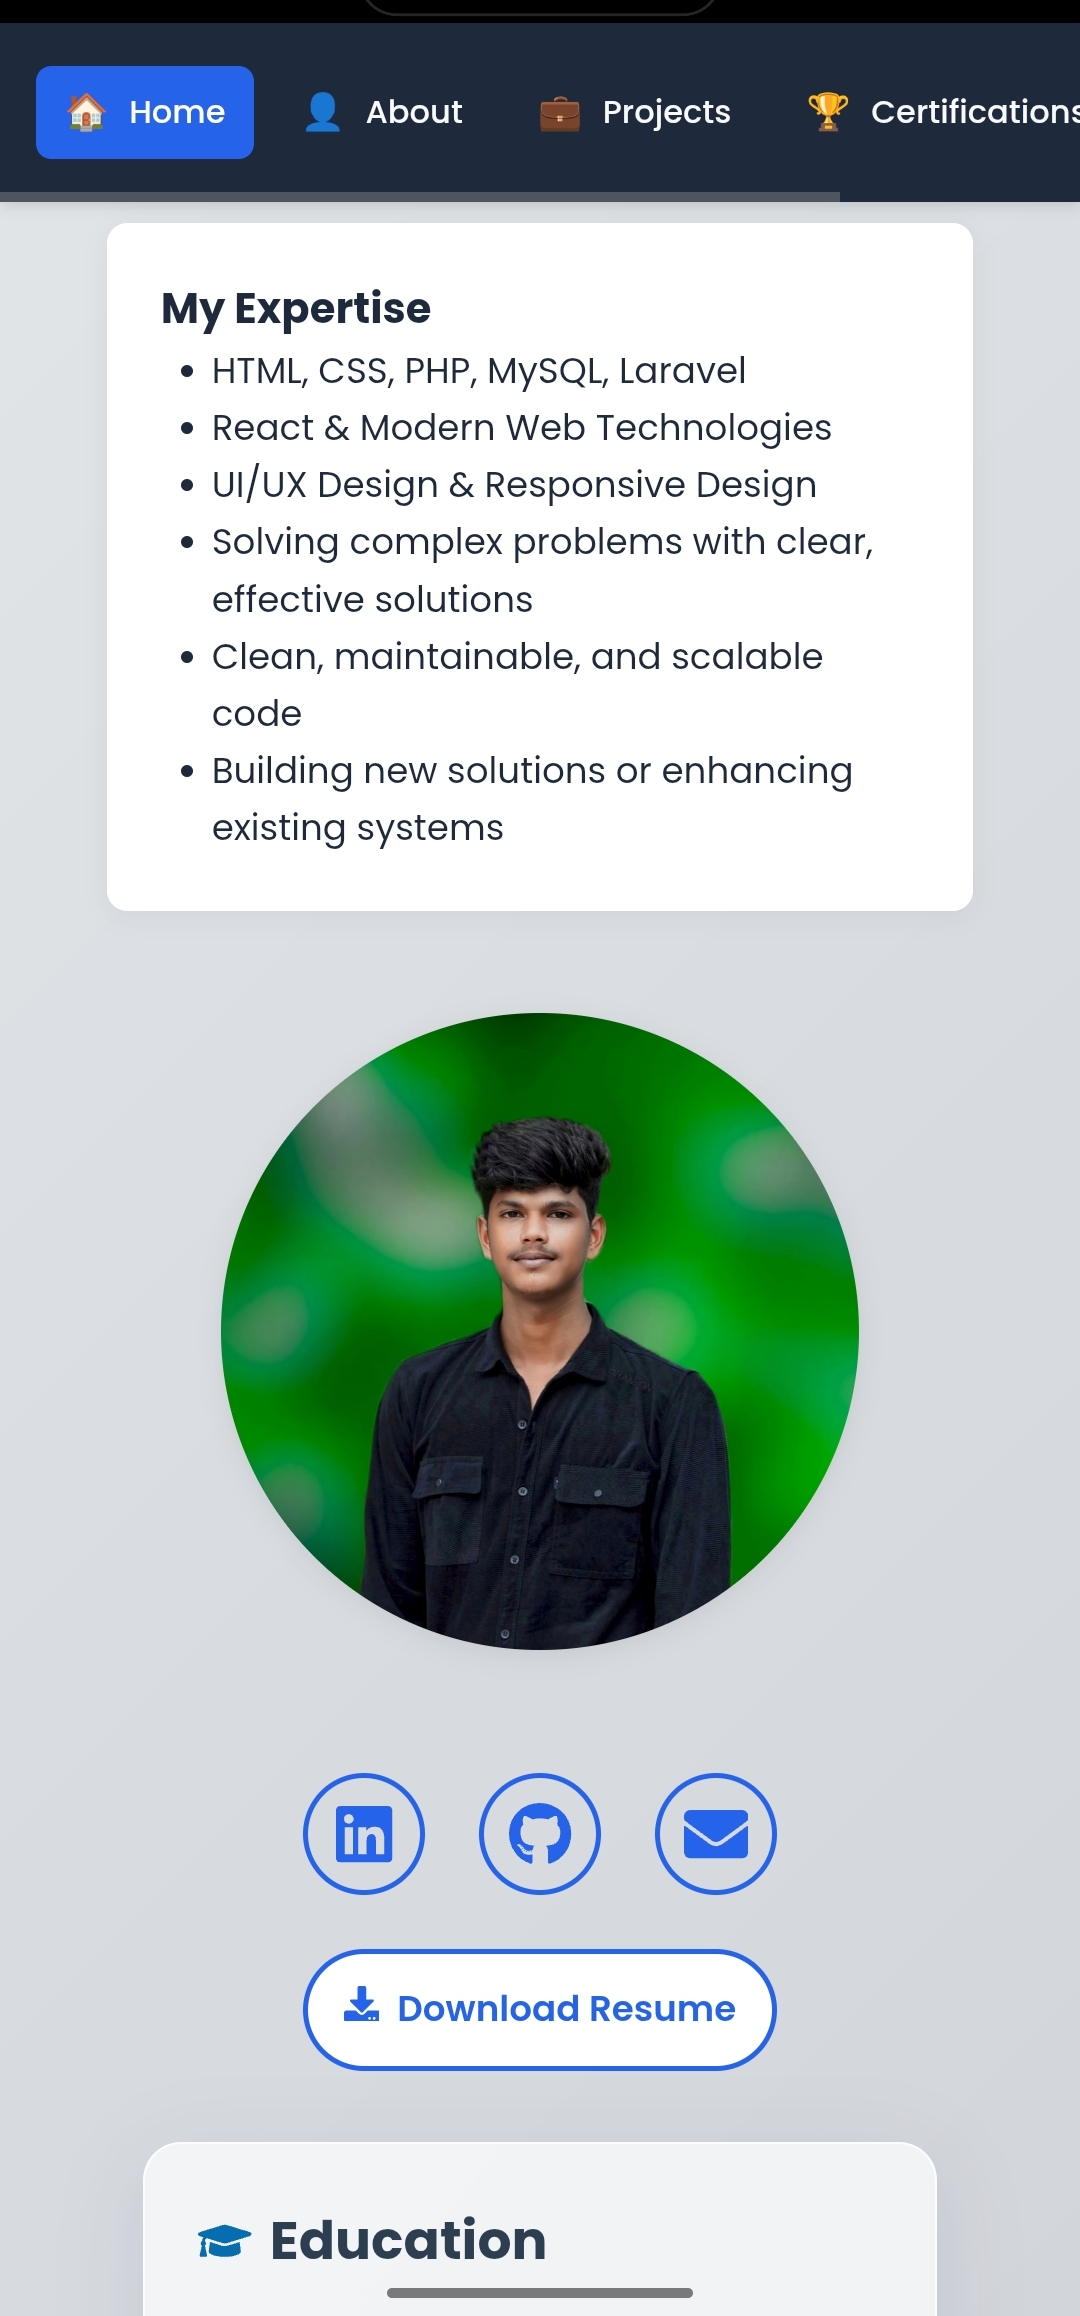 Home About Projects Certifications
My Expertise
HTML, CSS, PHP, MySQL, Laravel
React & Modern Web Technologies
UI/UX Design & Responsive Design
Solving complex problems with clear,
effective solutions
Clean, maintainable, and scalable
code
Building new solutions or enhancing
existing systems
in
Download Resume
Education